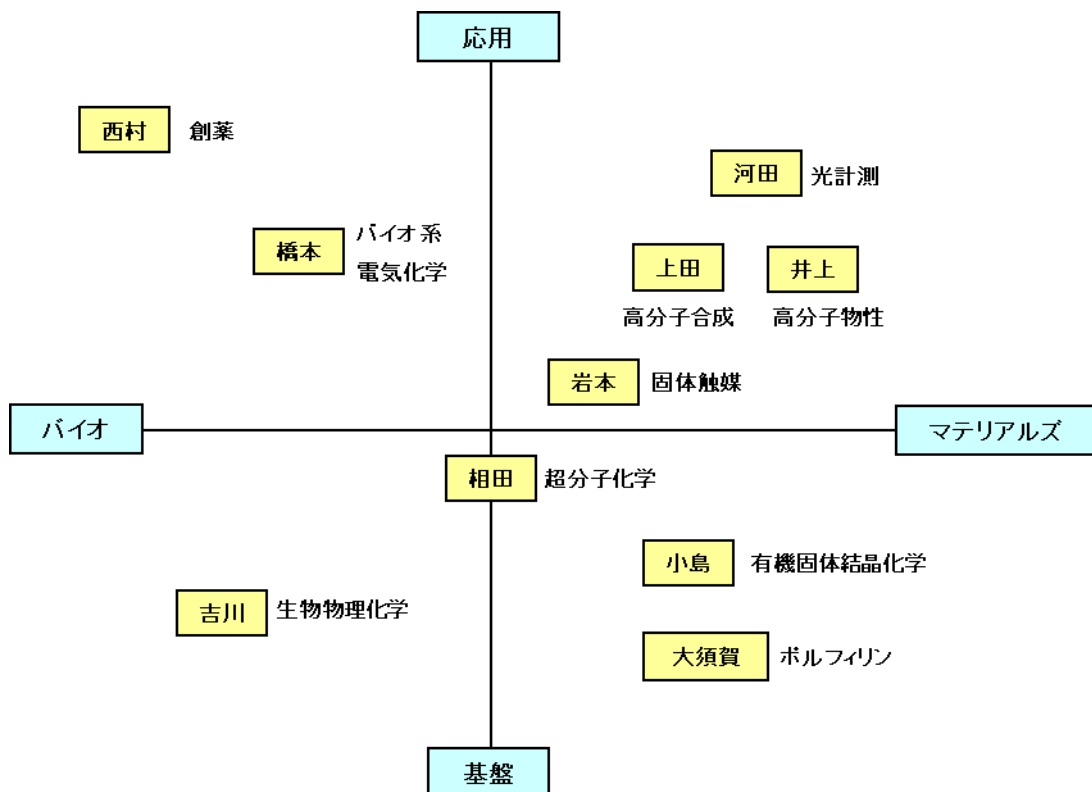 応用
西村 創薬
河田 光計測
橋本 バイオ系
電気化学
上田 井上
高分子合成 高分子物性
岩本 固体触媒
バイオ マテリアルズ
相田 超分子化学
小島 有機固体結晶化学
吉川 生物物理化学
大須賀 ポルフィリン
基盤